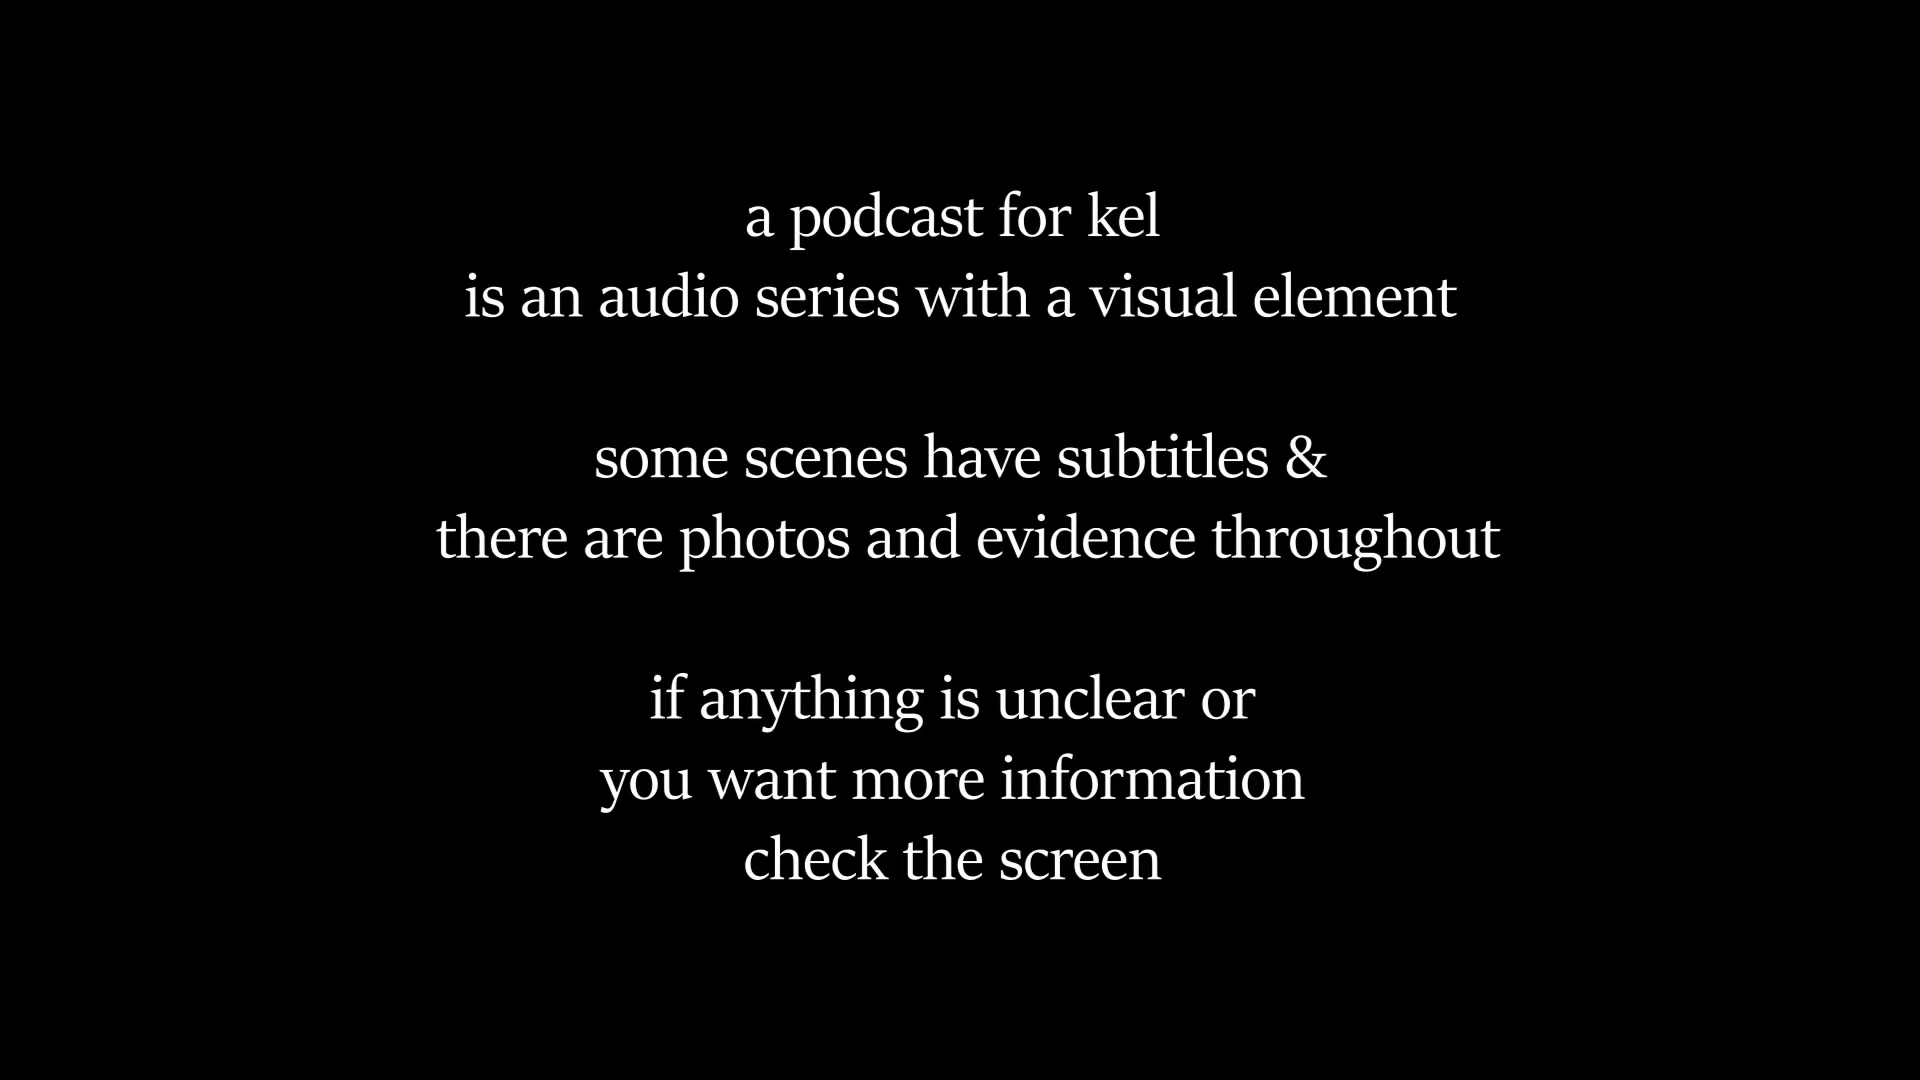 a podcast for kel
is an audio series with a visual element
some scenes have subtitles &
there are photos and evidence throughout
if anything is unclear or
you want more information
check the screen